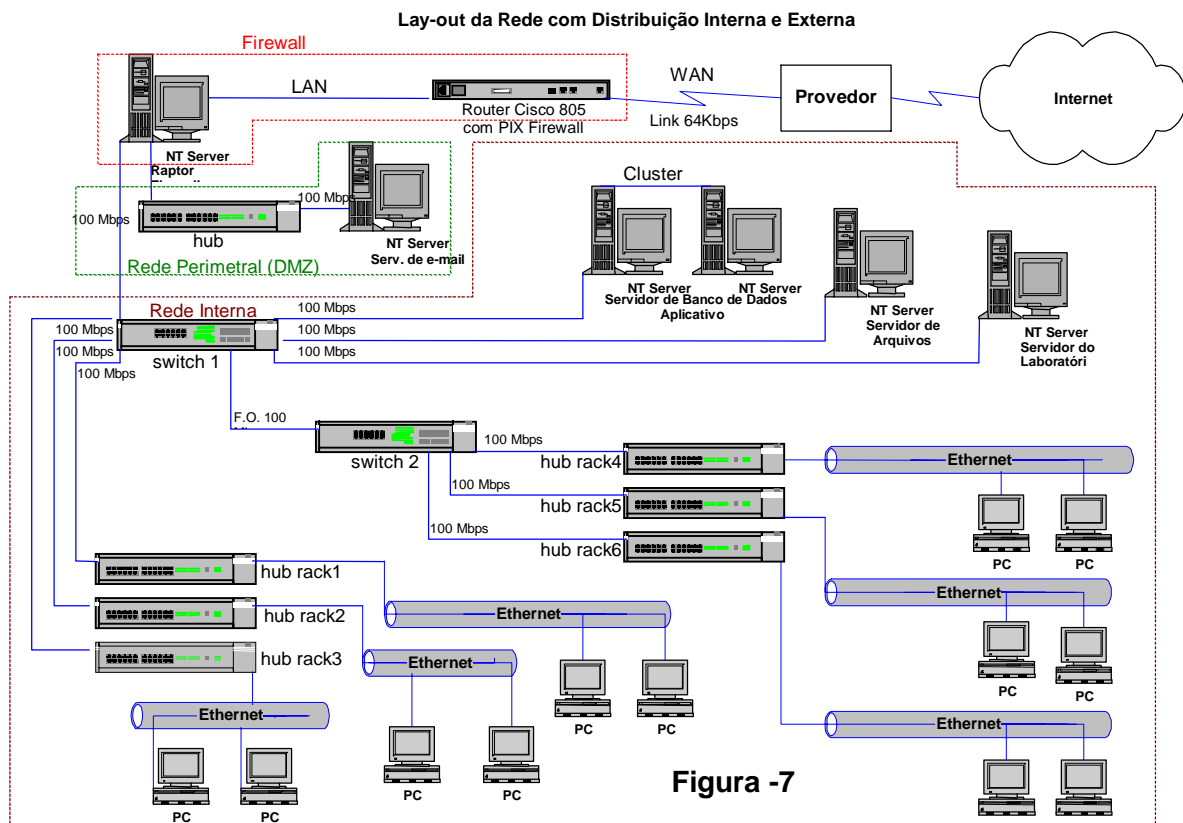 Lay-out da Rede com Distribuição Interna e Externa
Firewall
LAN
WAN
Router Cisco 805
com PIX Firewall
Link 64Kbps
Provedor
Internet
NT Server
Raptor
100 Mbps
hub
100 Mbps
NT Server
Serv. de e-mail
Rede Perimetral (DMZ)
Cluster
NT Server
NT Server
Servidor de Banco de Dados
Aplicativo
NT Server
Servidor de
Arquivos
NT Server
Servidor do
Laboratóri
Rede Interna
100 Mbps
100 Mbps
100 Mbps
100 Mbps
100 Mbps
100 Mbps
switch 1
F.O. 100
switch 2
100 Mbps
100 Mbps
100 Mbps
hub rack4
hub rack5
hub rack6
Ethernet
PC
PC
Ethernet
PC
PC
Ethernet
hub rack1
hub rack2
hub rack3
Ethernet
PC
PC
Ethernet
PC
PC
Ethernet
PC
PC
Figura -7